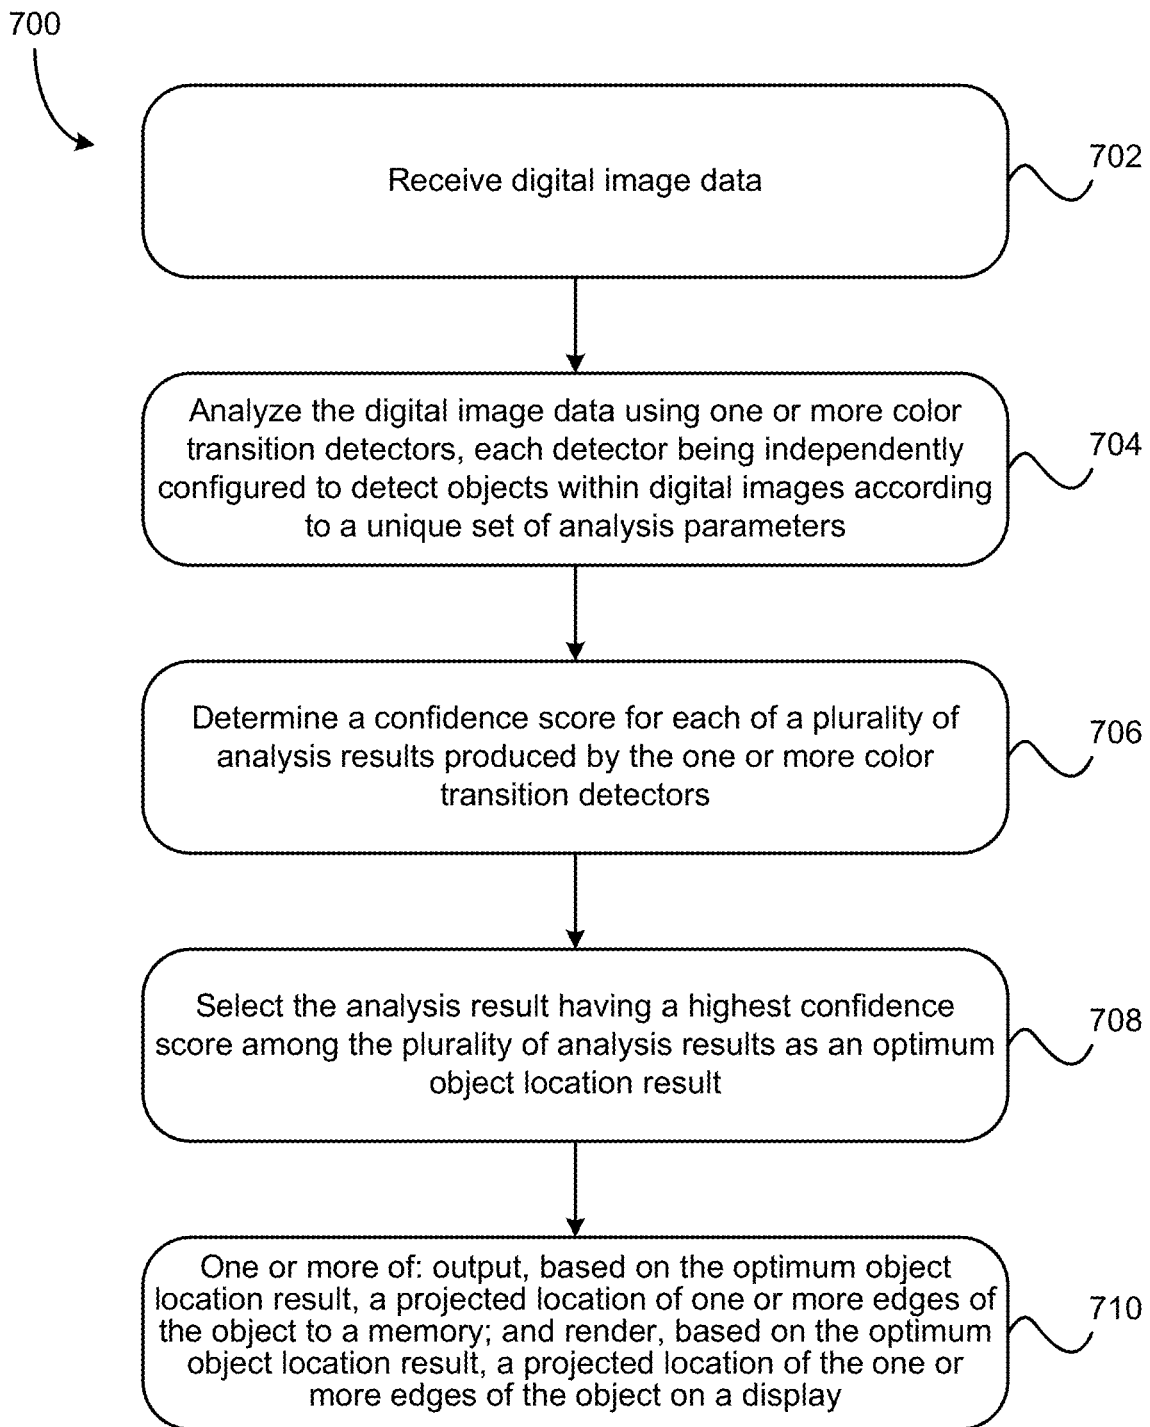 700
Receive digital image data
702
Analyze the digital image data using one or more color
transition detectors, each detector being independently
configured to detect objects within digital images according
to a unique set of analysis parameters
704
Determine a confidence score for each of a plurality of
analysis results produced by the one or more color
transition detectors
706
Select the analysis result having a highest confidence
score among the plurality of analysis results as an optimum
object location result
708
One or more of: output, based on the optimum object
location result, a projected location of one or more edges of
the object to a memory; and render, based on the optimum
object location result, a projected location of the one or
more edges of the object on a display
710